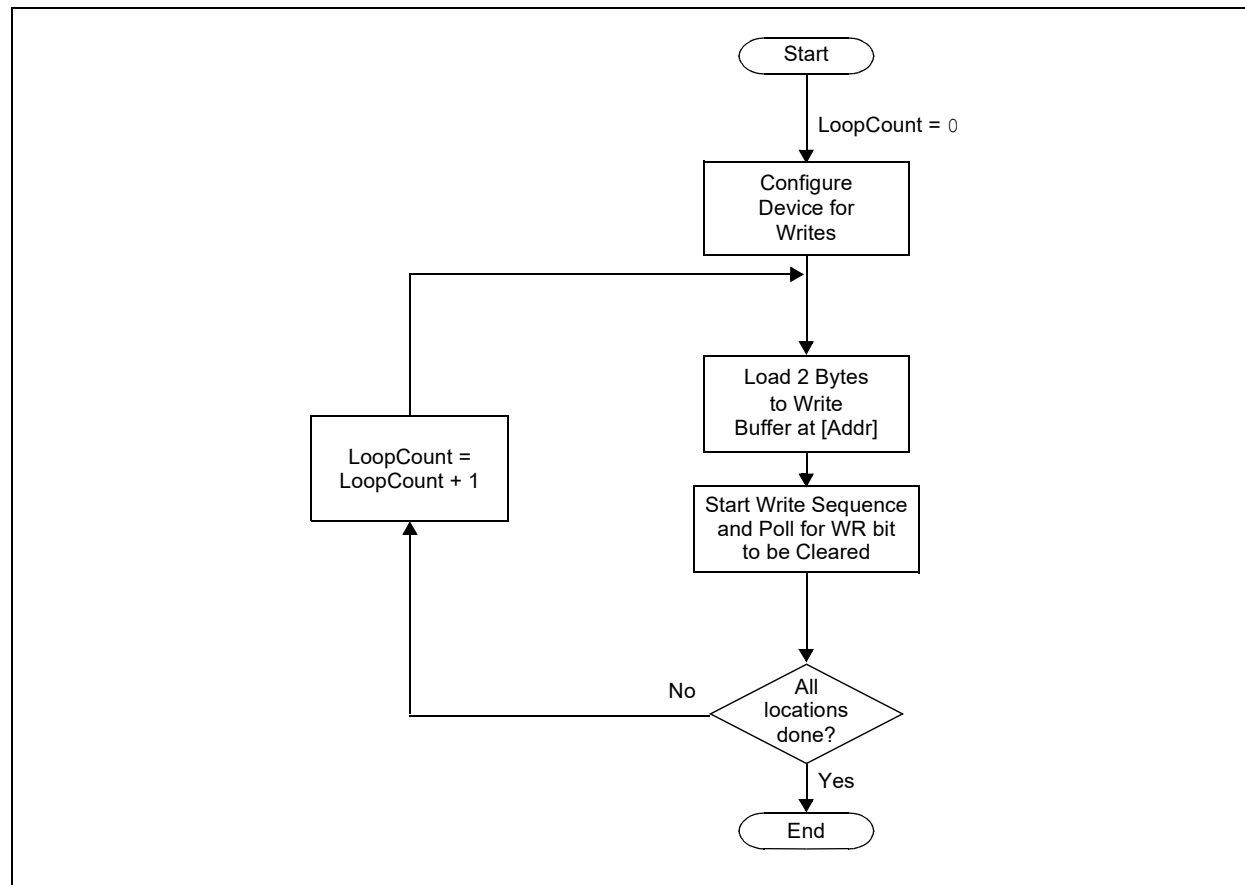 Start
LoopCount = 0
Configure
Device for
Writes
Load 2 Bytes
to Write
Buffer at [Addr]
LoopCount =
LoopCount + 1
Start Write Sequence
and Poll for WR bit
to be Cleared
No
All
locations
done?
Yes
End